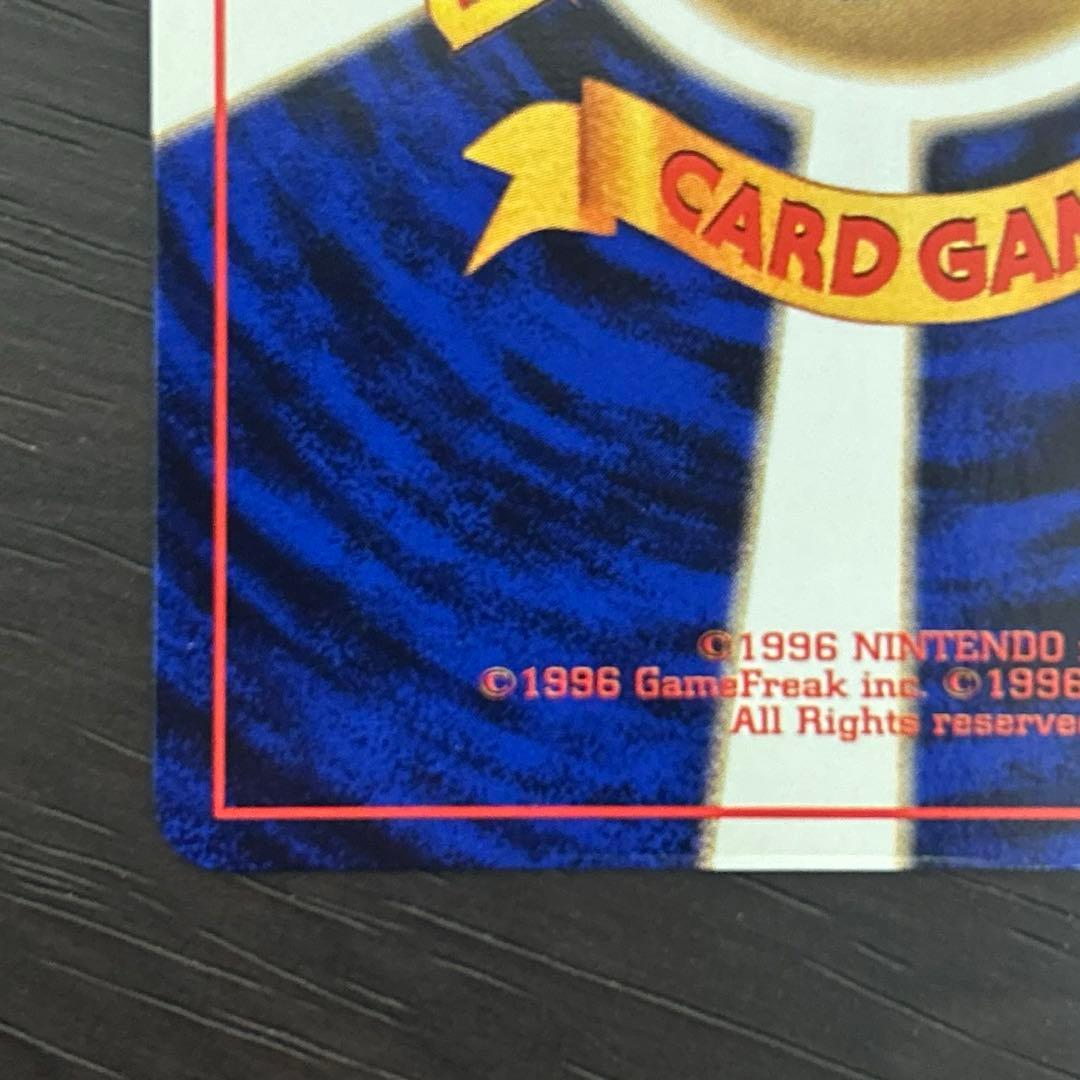 CARD GAM
©1996 NINTENDO
©1996 GameFreak inc. ©1996
All Rights reserve